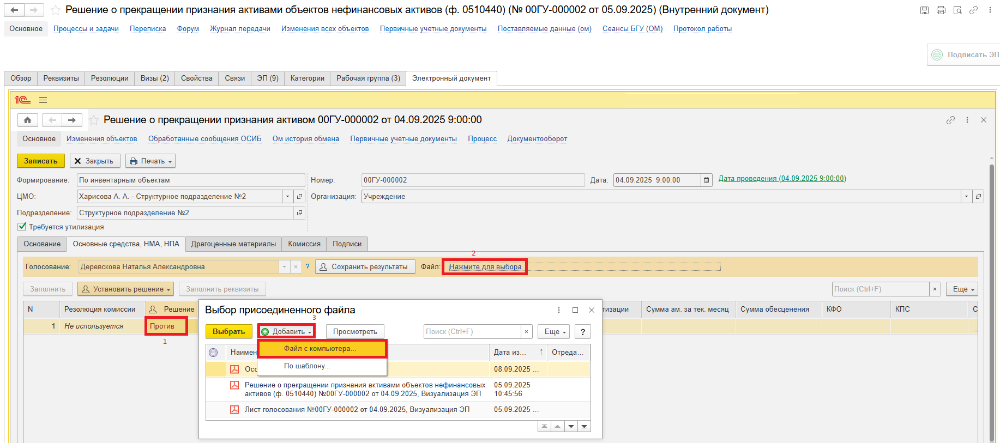 Решение о прекращении признания активами объектов нефинансовых активов (ф. 0510440) (№ 00ГУ-000002 от 05.09.2025) (Внутренний документ)
Основное Процессы и задачи Переписка Форум Журнал передачи Изменения всех объектов Первичные учетные документы Поставляемые данные (ом) Сеансы БГУ (ОМ) Протокол работы
Подписать ЭП
Обзор Реквизиты Резолюции Визы (2) Свойства Связи ЭП (9) Категории Рабочая группа (3) Электронный документ
1С
Решение о прекращении признания активом 00ГУ-000002 от 04.09.2025 9:00:00
Основное Изменения объектов Обработанные сообщения ОСИБ Ом история обмена Первичные учетные документы Процесс Документооборот
Записать Закрыть Печать
Формирование: По инвентарным объектам Номер: 00ГУ-000002 Дата: 04.09.2025 9:00:00 Дата проведения (04.09.2025 9:00:00)
ЦМО: Харисова А. А. - Структурное подразделение №2 Организация: Учреждение
Подразделение: Структурное подразделение №2
Требуется утилизация
Основание Основные средства, НМА, НПА Драгоценные материалы Комиссия Подписи
2
Голосование: Деревскова Наталья Александровна ? Сохранить результаты Файл: Нажмите для выбора
Заполнить Установить решение Заполнить реквизиты Поиск (Ctrl+F) × Еще
N Резолюция комиссии Решение тизации Сумма ам. за тек. месяц Сумма обесценения КФО КПС С
1 Не используется Против ...
1
Выбор присоединенного файла
3
Выбрать Добавить Просмотреть Поиск (Ctrl+F) × Еще ?
Файл с компьютера...
По шаблону...
Наимен Дата из... ↑ Отреда...
Осс 08.09.2025 ...
Решение о прекращении признания активами объектов нефинансовых 05.09.2025
активов (ф. 0510440) №00ГУ-000002 от 04.09.2025, Визуализация ЭП 10:45:56
Лист голосования №00ГУ-000002 от 04.09.2025, Визуализация ЭП 05.09.2025 ...